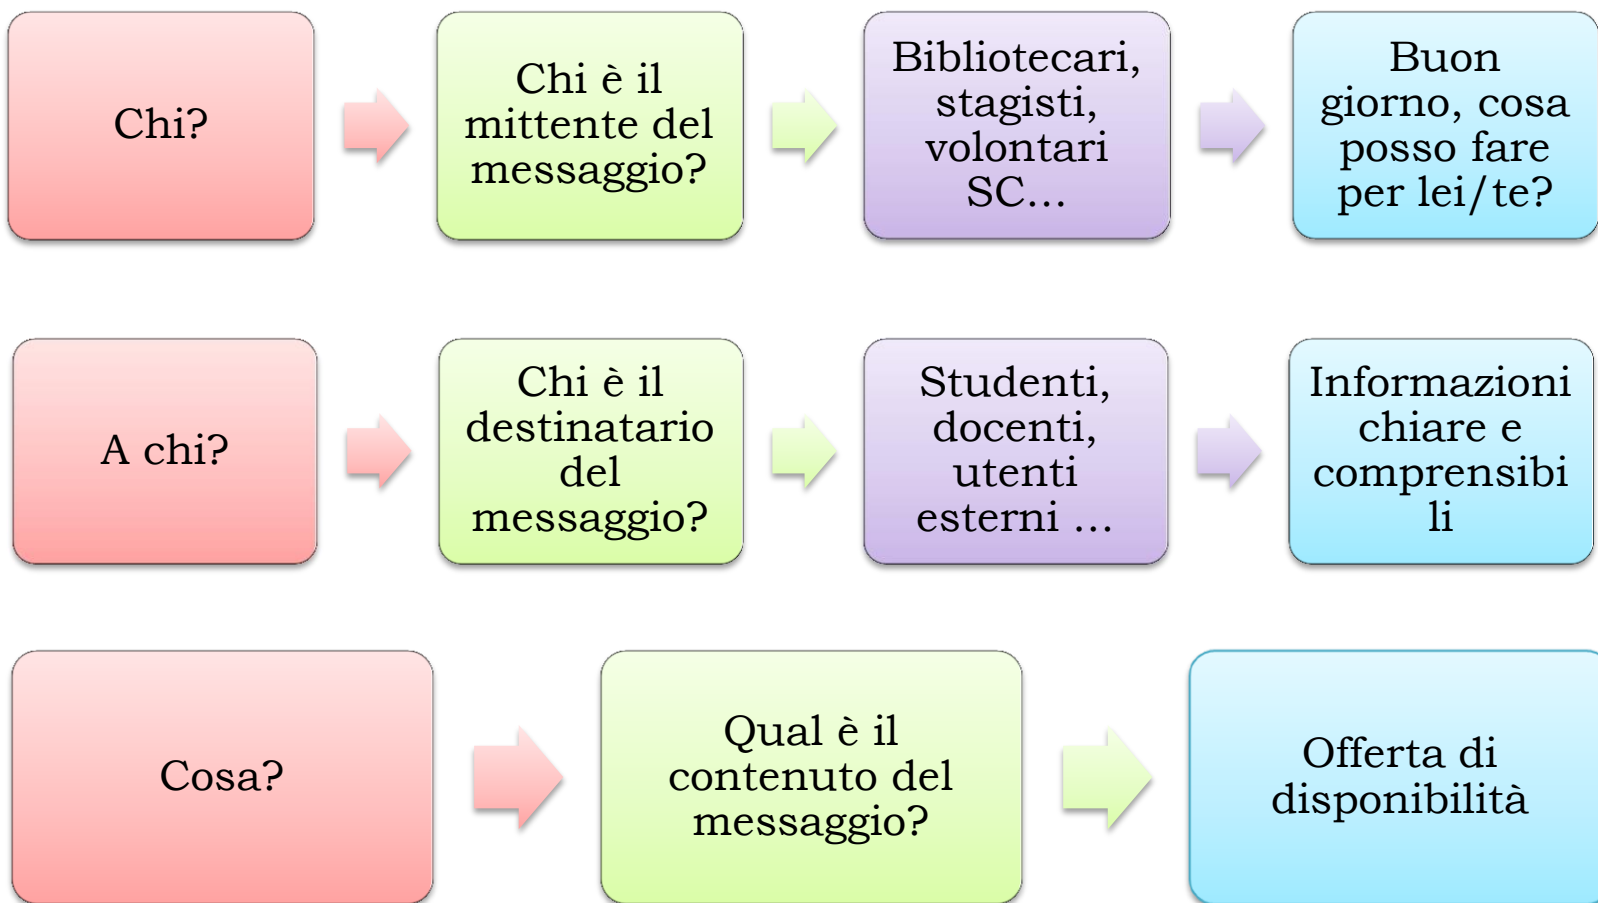 Chi?
Chi è il
mittente del
messaggio?
Bibliotecari,
stagisti,
volontari
SC...
Buon
giorno, cosa
posso fare
per lei/te?
A chi?
Chi è il
destinatario
del
messaggio?
Studenti,
docenti,
utenti
esterni ...
Informazioni
chiare e
comprensibi
li
Cosa?
Qual è il
contenuto del
messaggio?
Offerta di
disponibilità